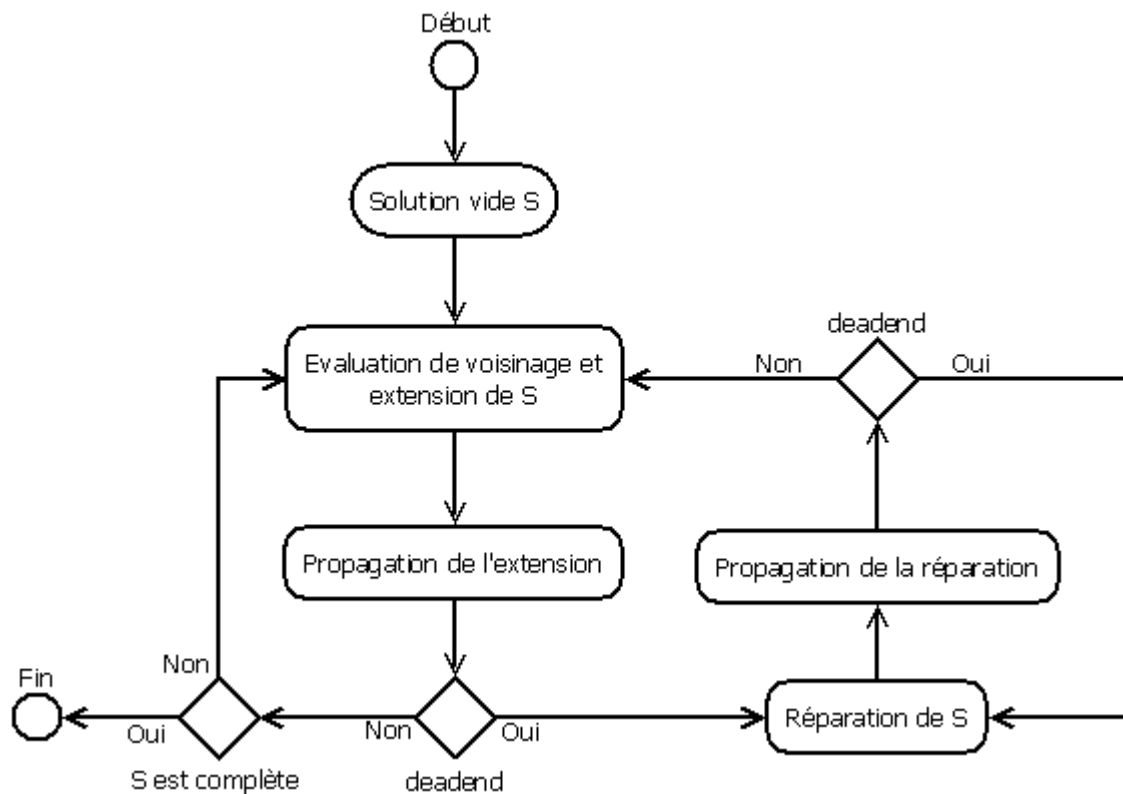 Début
Solution vide S
deadend
Evaluation de voisinage et
extension de S
Non
Oui
Propagation de l'extension
Propagation de la réparation
Non
Fin
Oui
S est complète
Non
Oui
deadend
Réparation de S